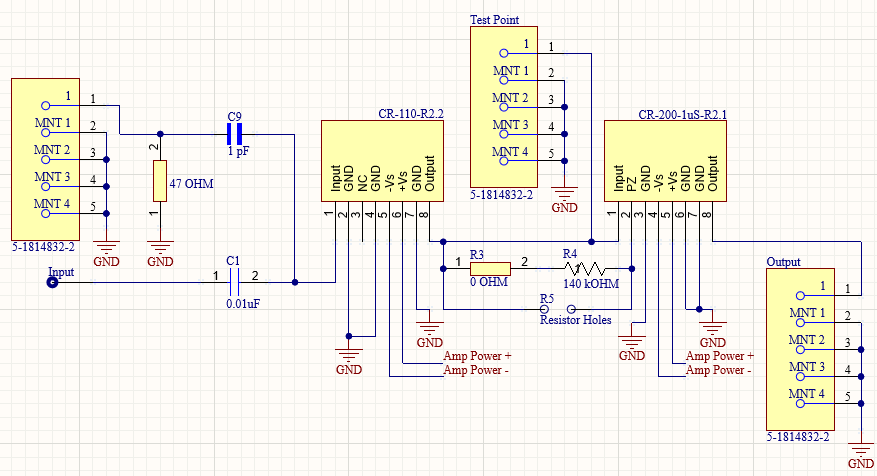 Test Point
1 1
MNT 1 2
MNT 2 3
MNT 3 4
MNT 4 5
5-1814832-2
GND
1 1
MNT 1 2
MNT 2 3
MNT 3 4
MNT 4 5
5-1814832-2
GND
C9
1 pF
2
47 OHM
1
GND
Input
C1
1 2
0.01uF
CR-110-R2.2
Input
GND
NC
GND
-Vs
+Vs
GND
Output
1 2 3 4 5 6 7 8
GND
GND
Amp Power +
Amp Power -
R3
1 2
0 OHM
R4
1
140 kOHM
R5
Resistor Holes
CR-200-1uS-R2.1
Input
PZ
GND
-Vs
+Vs
GND
GND
Output
1 2 3 4 5 6 7 8
GND
GND
Amp Power +
Amp Power -
Output
1 1
MNT 1 2
MNT 2 3
MNT 3 4
MNT 4 5
5-1814832-2
GND